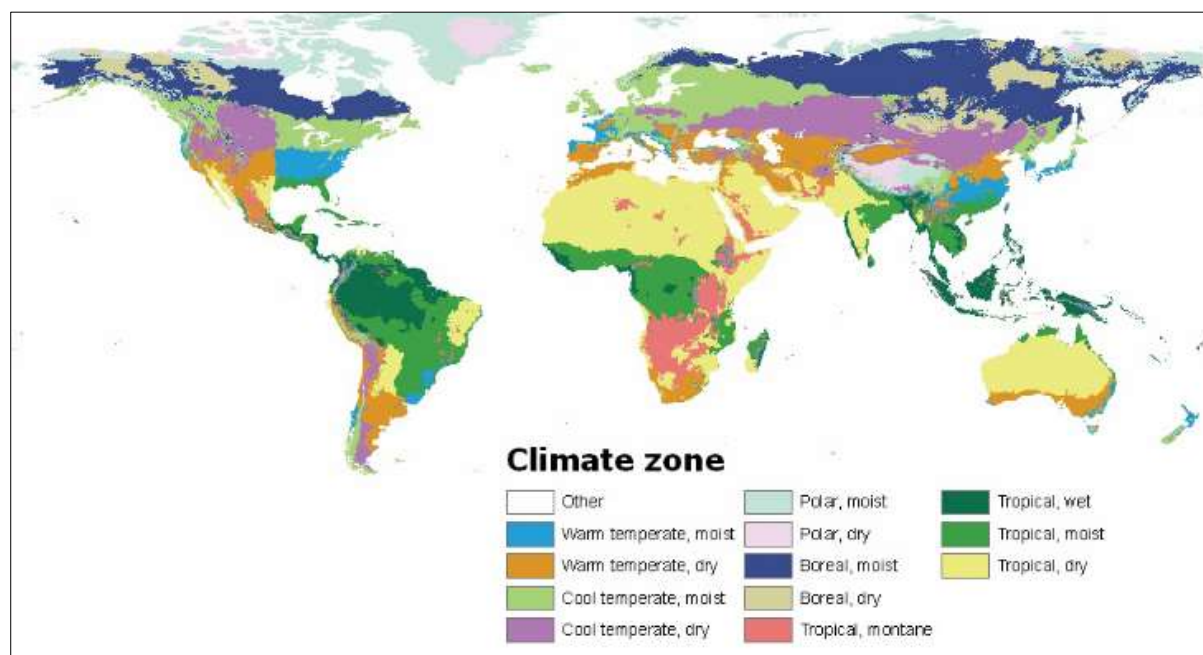 Climate zone
Other
Warm temperate, moist
Warm temperate, dry
Cool temperate, moist
Cool temperate, dry
Polar, moist
Polar, dry
Boreal, moist
Boreal, dry
Tropical, montane
Tropical, wet
Tropical, moist
Tropical, dry